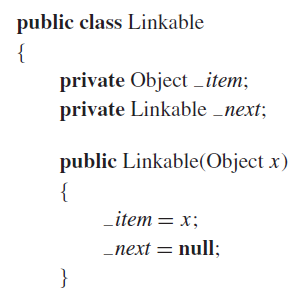 public class Linkable
{
private Object _item;
private Linkable _next;
public Linkable(Object x)
{
_item = x;
_next = null;
}